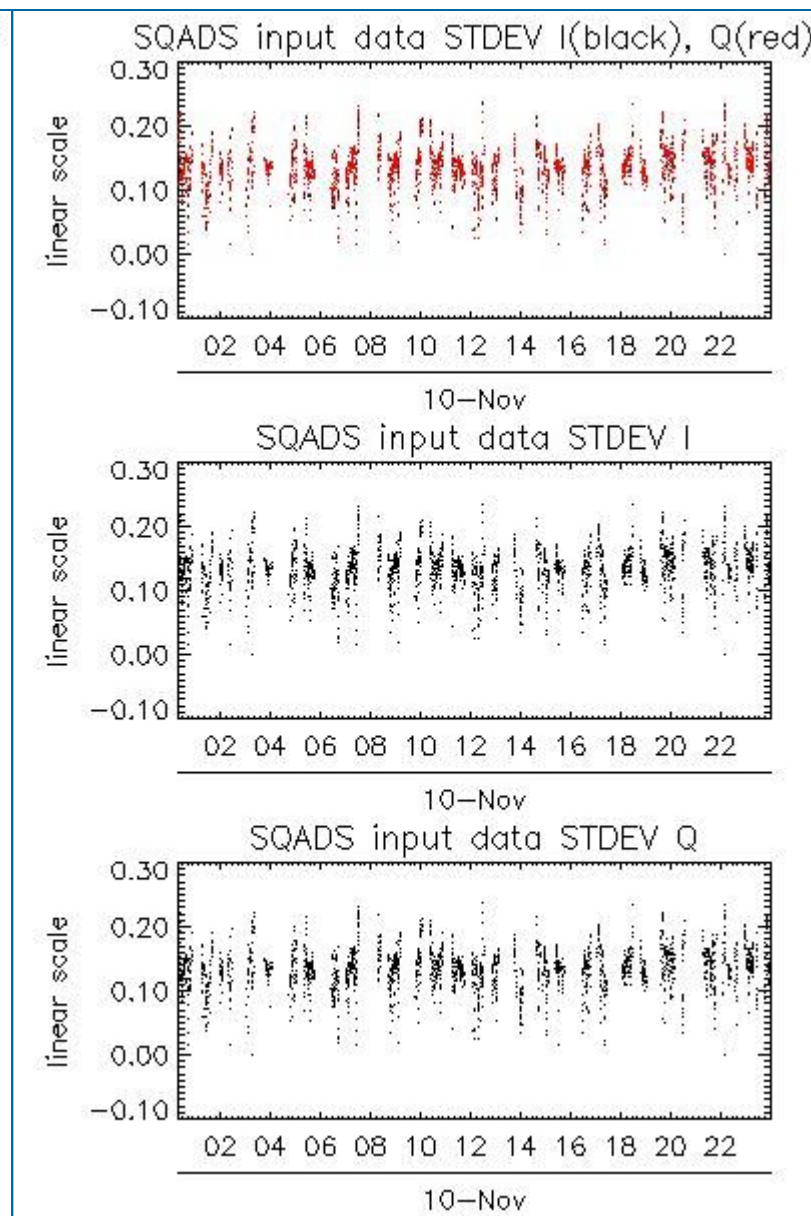 SQADS input data STDEV I(black), Q(red)
0.30
0.20
0.10
0.00
-0.10
linear scale
02 04 06 08 10 12 14 16 18 20 22
10-Nov
SQADS input data STDEV I
0.30
0.20
0.10
0.00
-0.10
linear scale
02 04 06 08 10 12 14 16 18 20 22
10-Nov
SQADS input data STDEV Q
0.30
0.20
0.10
0.00
-0.10
linear scale
02 04 06 08 10 12 14 16 18 20 22
10-Nov